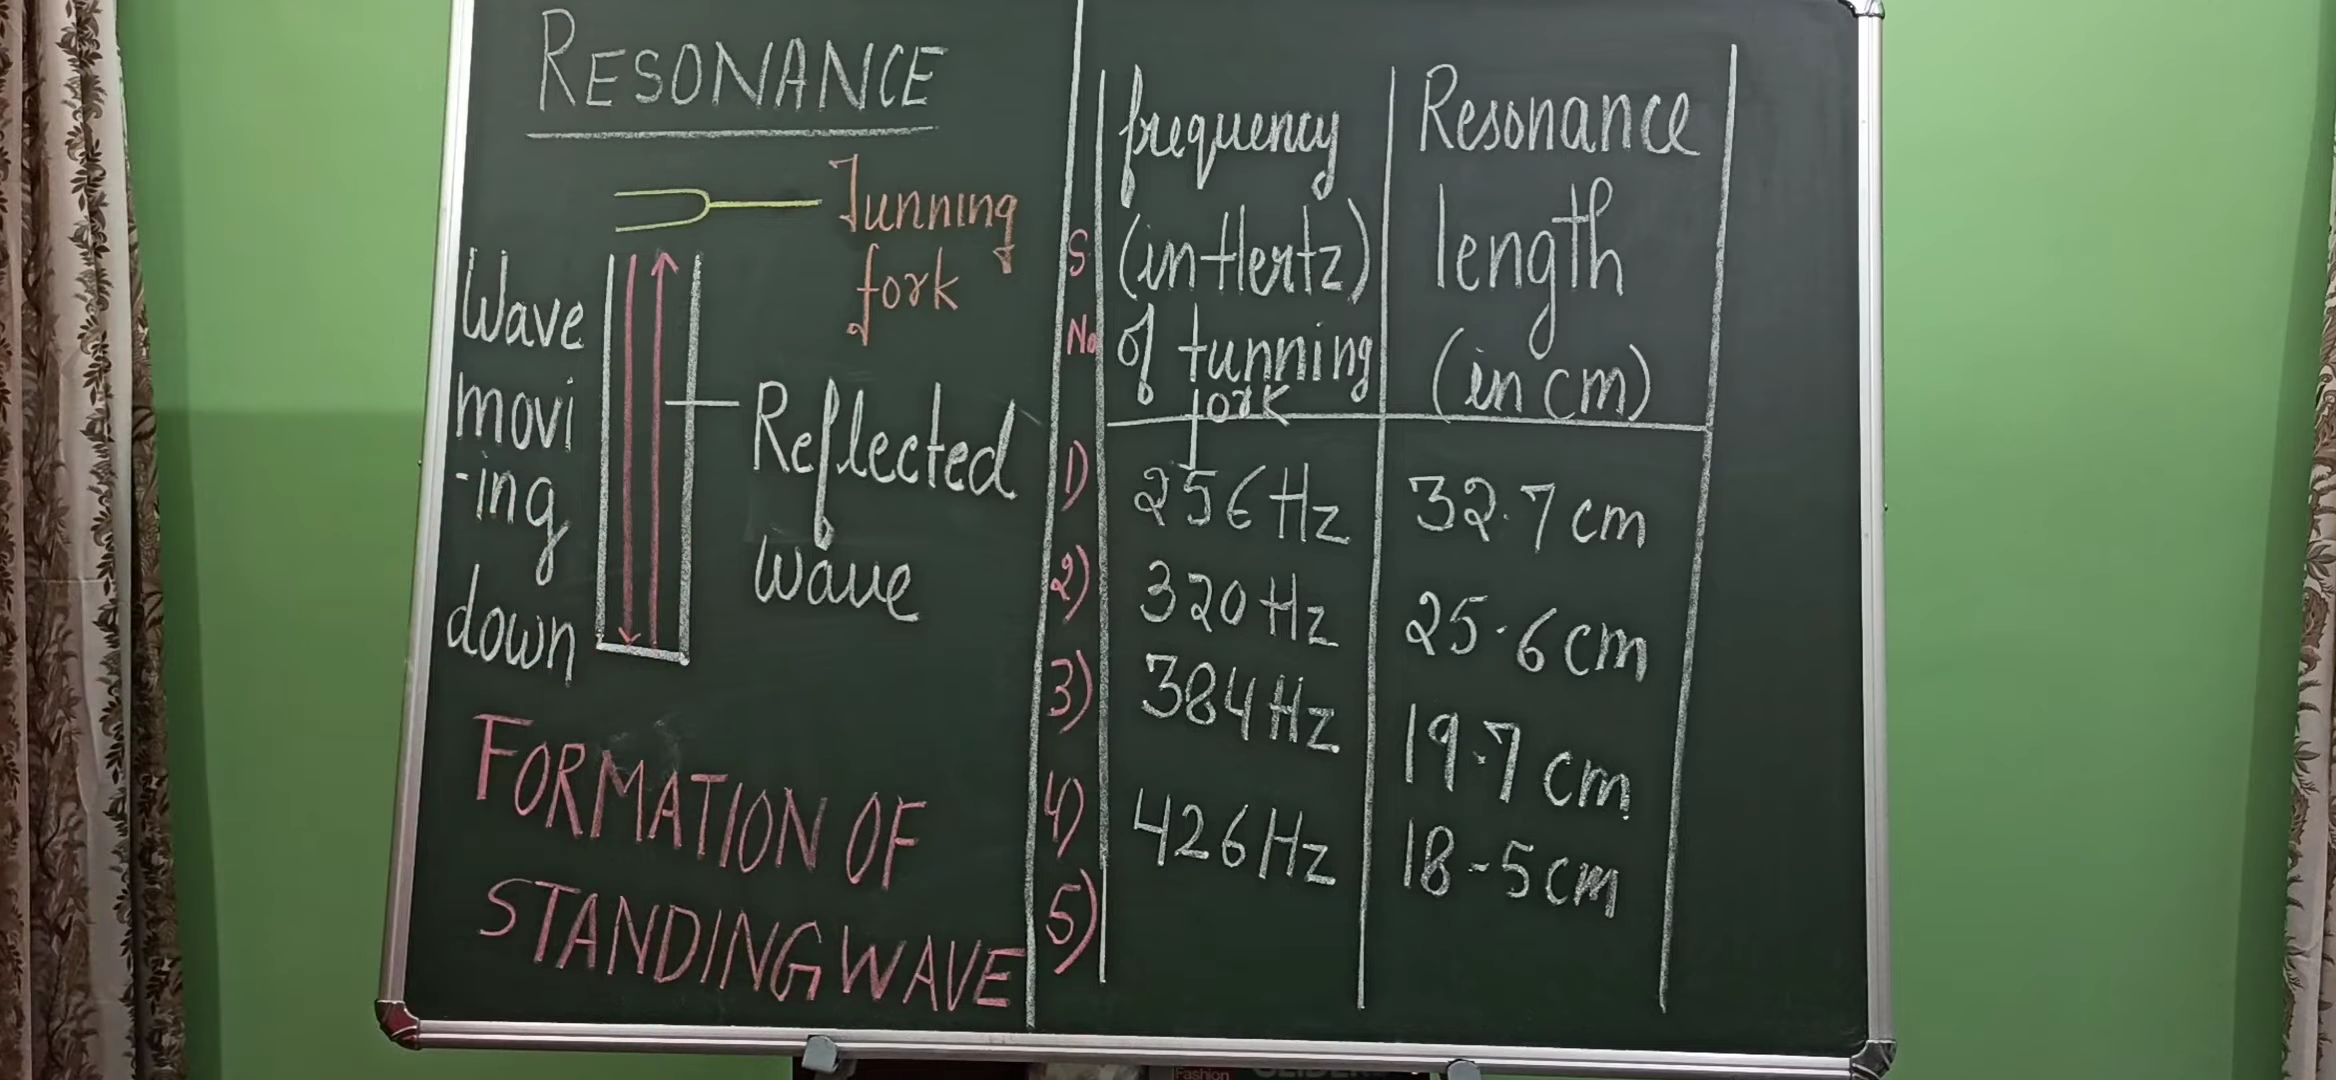 RESONANCE
Tunning
fork
Wave
movi
-ing
down
Reflected
wave
FORMATION OF
STANDING WAVE
S
No
frequency
(in Hertz)
of tunning
fork
Resonance
length
(in cm)
1) 256 Hz 32.7 cm
2) 320 Hz 25.6 cm
3) 384 Hz 19.7 cm
4) 426 Hz 18-5 cm
5)
Fashion